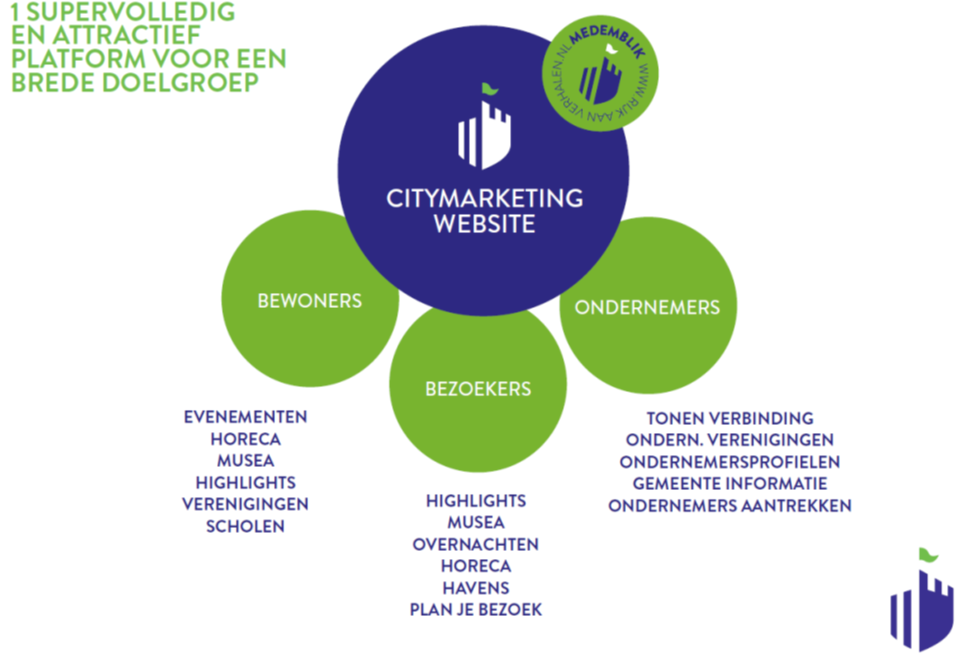 1 SUPERVOLLEDIG
EN ATTRACTIEF
PLATFORM VOOR EEN
BREDE DOELGROEP
MEDEMBLIK
WWW.RIJK AAN VERHALEN.NL
CITYMARKETING
WEBSITE
BEWONERS
BEZOEKERS
ONDERNEMERS
EVENEMENTEN
HORECA
MUSEA
HIGHLIGHTS
VERENIGINGEN
SCHOLEN
HIGHLIGHTS
MUSEA
OVERNACHTEN
HORECA
HAVENS
PLAN JE BEZOEK
TONEN VERBINDING
ONDERN. VERENIGINGEN
ONDERNEMERSPROFIELEN
GEMEENTE INFORMATIE
ONDERNEMERS AANTREKKEN